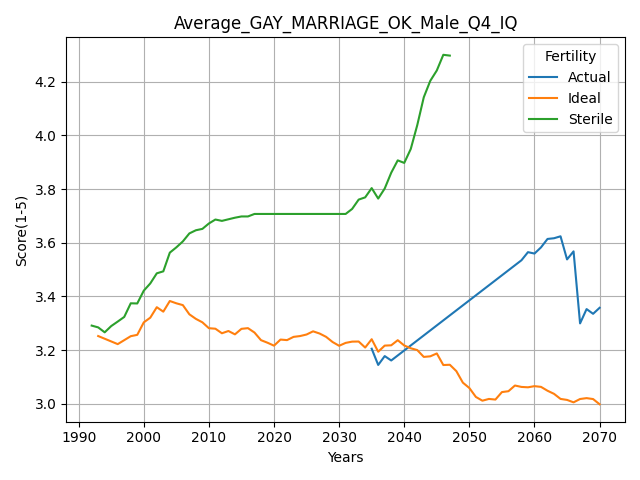 Average_GAY_MARRIAGE_OK_Male_Q4_IQ
Fertility
Actual
Ideal
Sterile
Score(1-5)
4.2
4.0
3.8
3.6
3.4
3.2
3.0
1990 2000 2010 2020 2030 2040 2050 2060 2070
Years